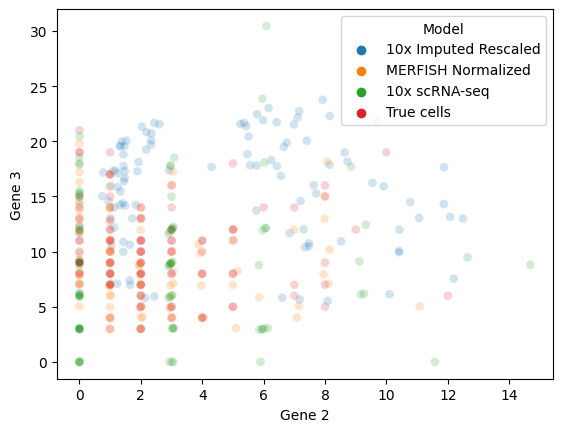 Model
10x Imputed Rescaled
MERFISH Normalized
10x scRNA-seq
True cells
30
25
20
15
10
5
0
Gene 3
0 2 4 6 8 10 12 14
Gene 2